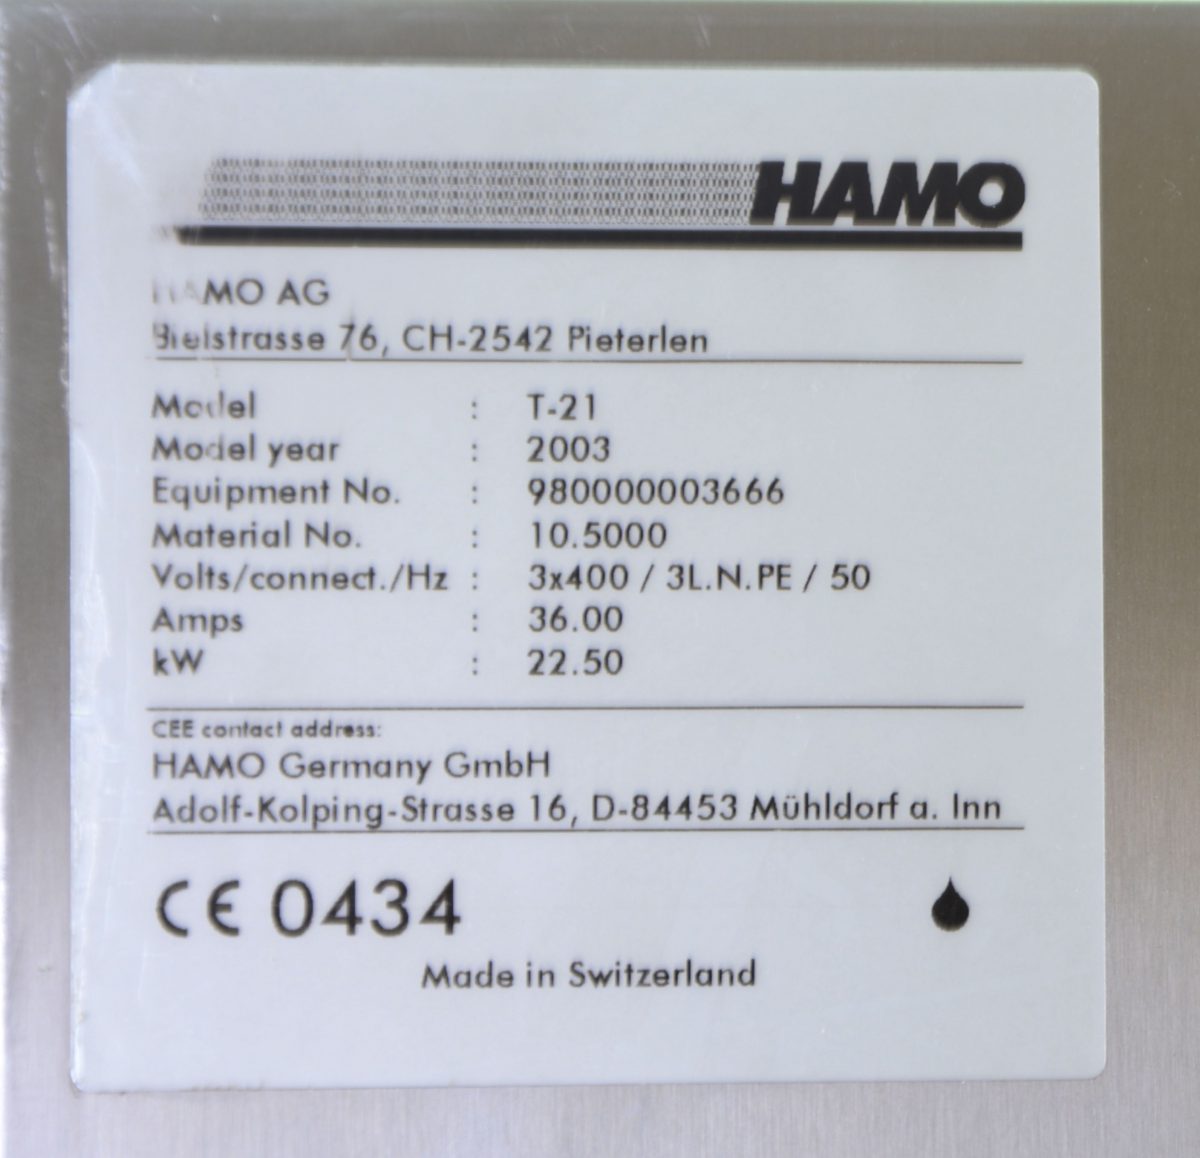 HAMO
HAMO AG
Bielstrasse 76, CH-2542 Pieterlen
Model : T-21
Model year : 2003
Equipment No. : 980000003666
Material No. : 10.5000
Volts/connect./Hz : 3x400 / 3L.N.PE / 50
Amps : 36.00
kW : 22.50
CEE contact address:
HAMO Germany GmbH
Adolf-Kolping-Strasse 16, D-84453 Mühldorf a. Inn
CE 0434
Made in Switzerland